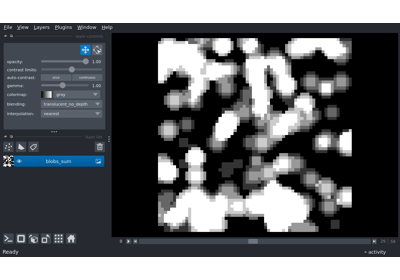 File View Layers Plugins Window Help
opacity: 1.00
contrast limits:
auto-contrast: once continuous
gamma: 1.00
colormap: gray
blending: translucent_no_depth
interpolation: nearest
blobs_sum
Ready
activity